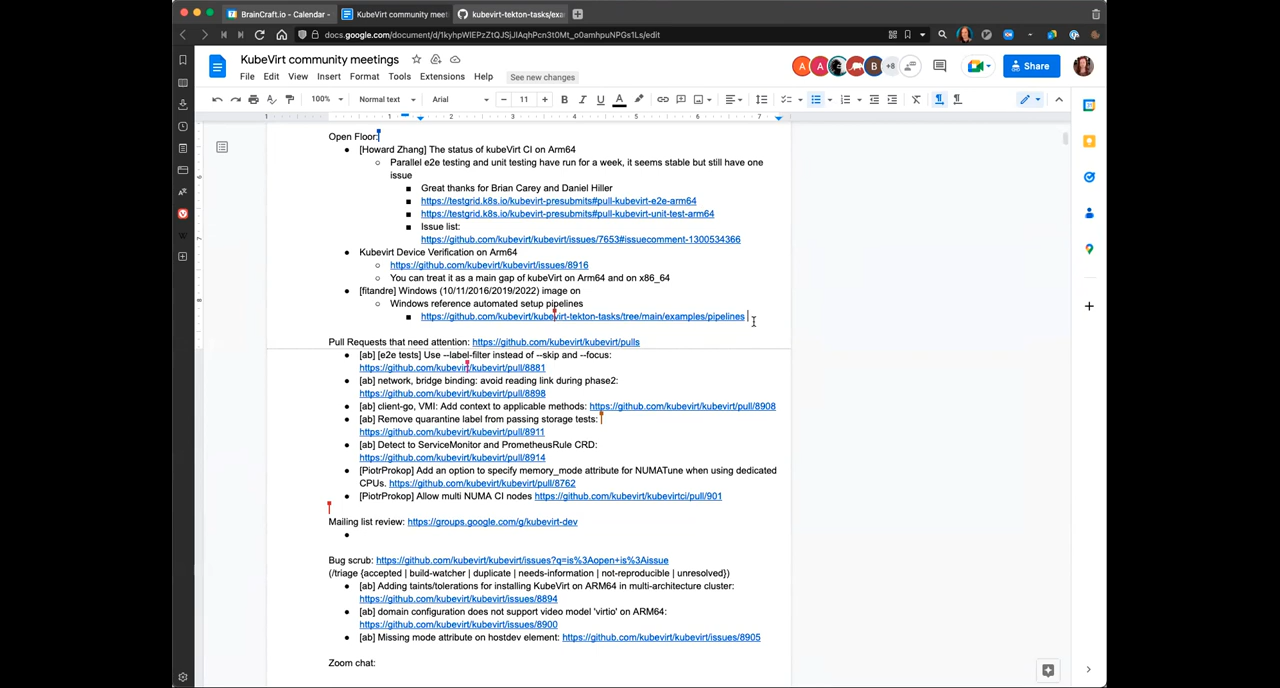 BrainCraft.io - Calendar -
KubeVirt community meet
kubevirt-tekton-tasks/exa
docs.google.com/document/d/1kyhpWlEPzZtQJSjJIAqhPcn3t0Mt_o0amhpuNPGs1Ls/edit
KubeVirt community meetings
File Edit View Insert Format Tools Extensions Help See new changes
A A B +8 Share
100% Normal text Arial 11
1 1 2 3 4 5 6 7
Open Floor:
[Howard Zhang] The status of kubeVirt CI on Arm64
Parallel e2e testing and unit testing have run for a week, it seems stable but still have one
issue
Great thanks for Brian Carey and Daniel Hiller
https://testgrid.k8s.io/kubevirt-presubmits#pull-kubevirt-e2e-arm64
https://testgrid.k8s.io/kubevirt-presubmits#pull-kubevirt-unit-test-arm64
Issue list:
https://github.com/kubevirt/kubevirt/issues/7653#issuecomment-1300534366
Kubevirt Device Verification on Arm64
https://github.com/kubevirt/kubevirt/issues/8916
You can treat it as a main gap of kubeVirt on Arm64 and on x86_64
[fitandre] Windows (10/11/2016/2019/2022) image on
Windows reference automated setup pipelines
https://github.com/kubevirt/kubevirt-tekton-tasks/tree/main/examples/pipelines
Pull Requests that need attention: https://github.com/kubevirt/kubevirt/pulls
[ab] [e2e tests] Use --label-filter instead of --skip and --focus:
https://github.com/kubevirt/kubevirt/pull/8881
[ab] network, bridge binding: avoid reading link during phase2:
https://github.com/kubevirt/kubevirt/pull/8898
[ab] client-go, VMI: Add context to applicable methods: https://github.com/kubevirt/kubevirt/pull/8908
[ab] Remove quarantine label from passing storage tests:
https://github.com/kubevirt/kubevirt/pull/8911
[ab] Detect to ServiceMonitor and PrometheusRule CRD:
https://github.com/kubevirt/kubevirt/pull/8914
[PiotrProkop] Add an option to specify memory_mode attribute for NUMATune when using dedicated
CPUs. https://github.com/kubevirt/kubevirt/pull/8762
[PiotrProkop] Allow multi NUMA CI nodes https://github.com/kubevirt/kubevirtci/pull/901
Mailing list review: https://groups.google.com/g/kubevirt-dev
Bug scrub: https://github.com/kubevirt/kubevirt/issues?q=is%3Aopen+is%3Aissue
(/triage {accepted | build-watcher | duplicate | needs-information | not-reproducible | unresolved})
[ab] Adding taints/tolerations for installing KubeVirt on ARM64 in multi-architecture cluster:
https://github.com/kubevirt/kubevirt/issues/8894
[ab] domain configuration does not support video model 'virtio' on ARM64:
https://github.com/kubevirt/kubevirt/issues/8900
[ab] Missing mode attribute on hostdev element: https://github.com/kubevirt/kubevirt/issues/8905
Zoom chat: